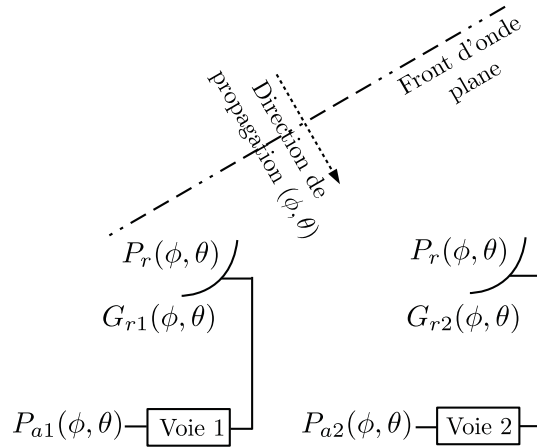 Front d'onde
plane
Direction de
propagation (ϕ,θ)
P_r(ϕ, θ)
P_r(ϕ, θ)
G_{r1}(ϕ, θ)
G_{r2}(ϕ, θ)
P_{a1}(ϕ, θ)
Voie 1
P_{a2}(ϕ, θ)
Voie 2